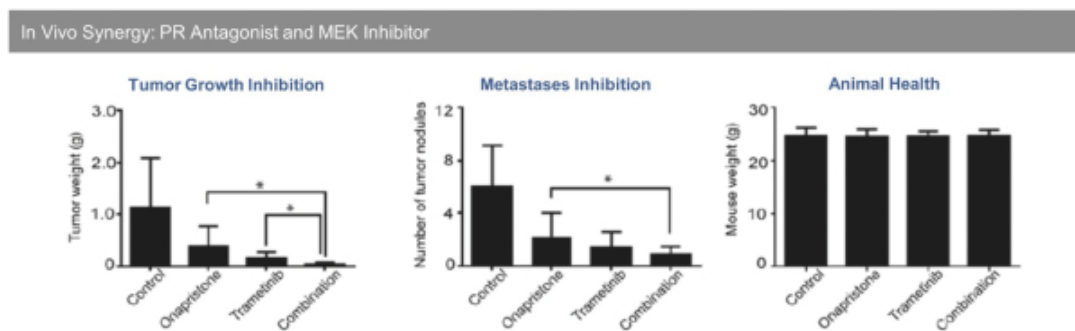 In Vivo Synergy: PR Antagonist and MEK Inhibitor
Tumor Growth Inhibition
Tumor weight (g)
3.0
2.0
1.0
0
*
*
Control
Onapristone
Trametinib
Combination
Metastases Inhibition
Number of tumor nodules
12
8
4
0
*
Control
Onapristone
Trametinib
Combination
Animal Health
Mouse weight (g)
30
20
10
0
Control
Onapristone
Trametinib
Combination